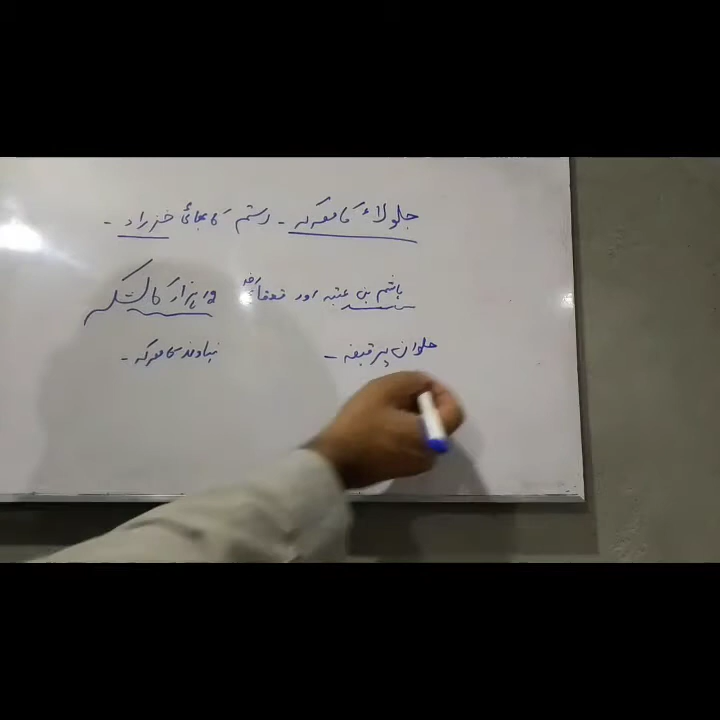 جلولاء کا معرکہ - رستم کا بھائی خرزاد -
ہاشم بن عتبہ اور قعقاع ہزار کا لشکر
حلوان پر قبضہ - نہاوند کا معرکہ -